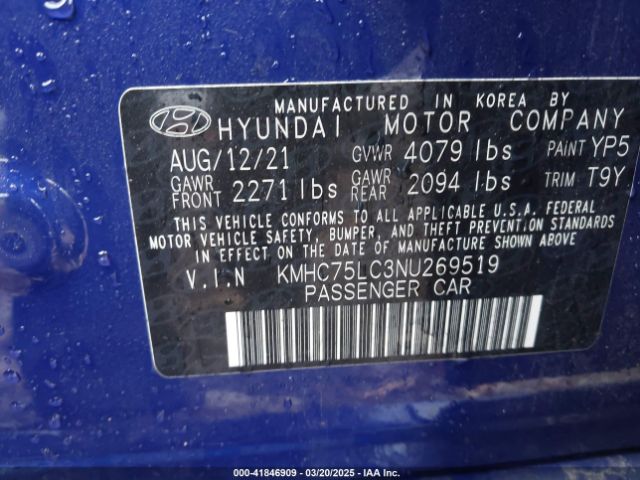 MANUFACTURED IN KOREA BY
HYUNDAI MOTOR COMPANY
AUG/12/21 GVWR 4079 lbs PAINT YP5
GAWR FRONT 2271 lbs GAWR REAR 2094 lbs TRIM T9Y
THIS VEHICLE CONFORMS TO ALL APPLICABLE U.S.A. FEDERAL
MOTOR VEHICLE SAFETY, BUMPER, AND THEFT PREVENTION STANDARDS
IN EFFECT ON THE DATE OF MANUFACTURE SHOWN ABOVE
V.I.N KMHC75LC3NU269519
PASSENGER CAR
000-41846909 — 03/20/2025 — IAA Inc.